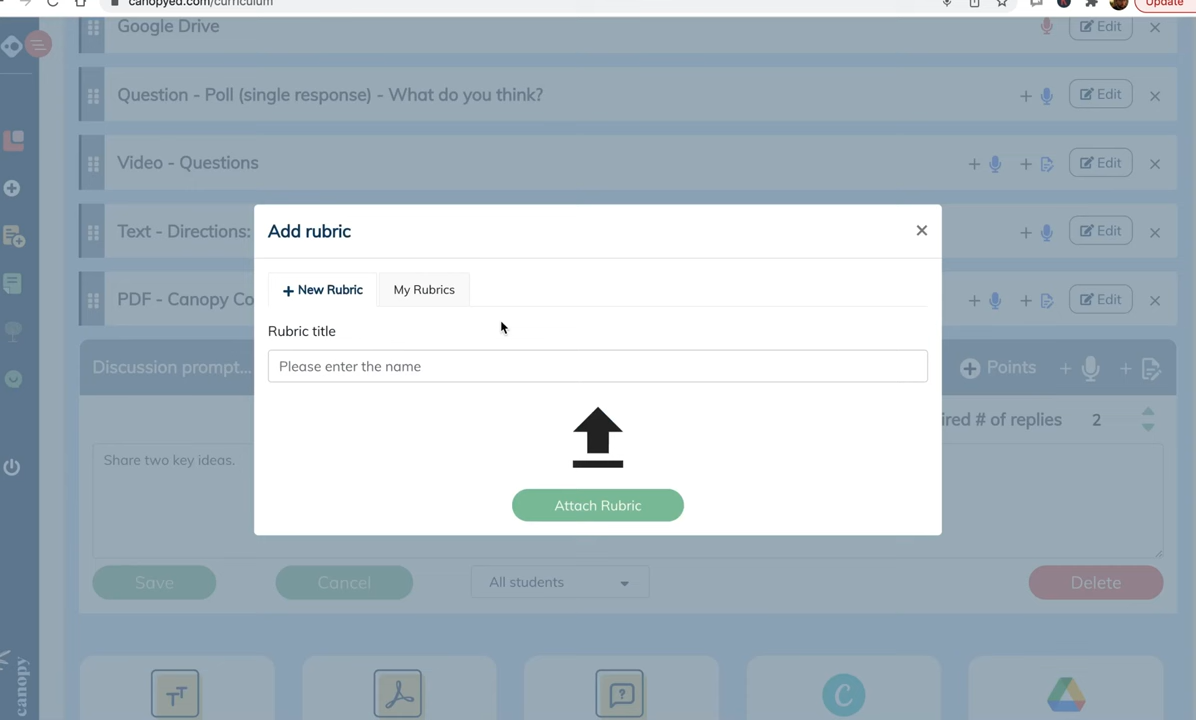 canopyed.com/curriculum
Update
Google Drive
Edit
Question - Poll (single response) - What do you think?
Edit
Video - Questions
Edit
Text - Directions:
Edit
PDF - Canopy Co
Edit
Add rubric
New Rubric
My Rubrics
Rubric title
Please enter the name
Attach Rubric
Discussion prompt...
Points
ired # of replies
2
Share two key ideas.
Save
Cancel
All students
Delete
canopy